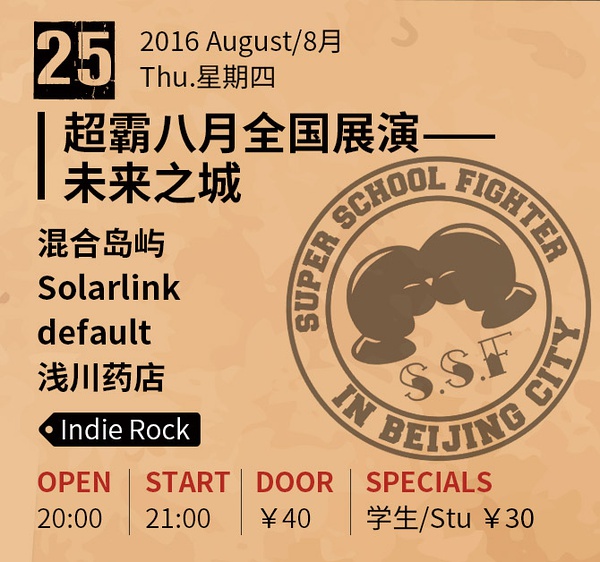 25
2016 August/8月
Thu.星期四
超霸八月全国展演——
未来之城
SUPER SCHOOL FIGHTER
S.S.F
IN BEIJING CITY
混合岛屿
Solarlink
default
浅川药店
Indie Rock
OPEN START DOOR SPECIALS
20:00 21:00 ￥40 学生/Stu ￥30